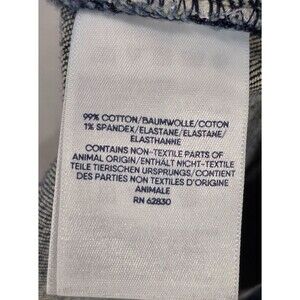 99% COTTON/BAUMWOLLE/COTON
1% SPANDEX/ELASTANE/ELASTANE/
ELASTHANNE
CONTAINS NON-TEXTILE PARTS OF
ANIMAL ORIGIN/ENTHÄLT NICHT-TEXTILE
TEILE TIERISCHEN URSPRUNGS/CONTIENT
DES PARTIES NON TEXTILES D'ORIGINE
ANIMALE
RN 62830